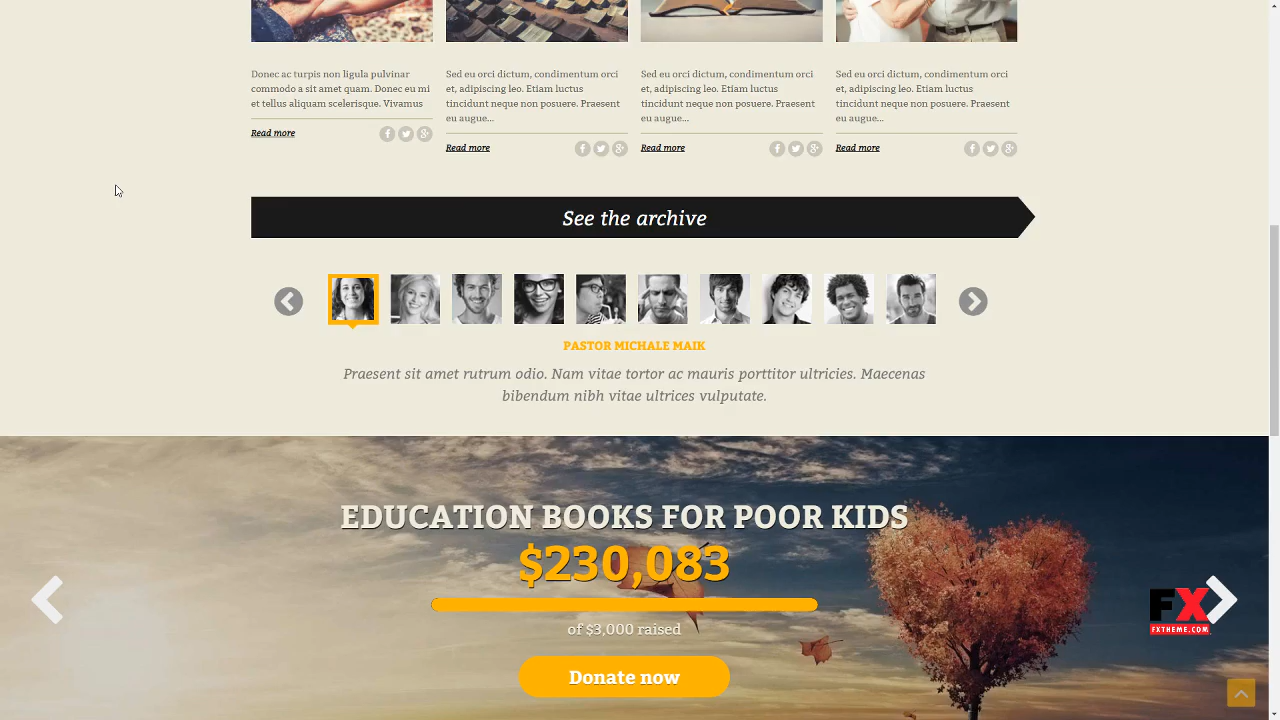 Donec ac turpis non ligula pulvinar
commodo a sit amet quam. Donec eu mi
et tellus aliquam scelerisque. Vivamus
Read more
Sed eu orci dictum, condimentum orci
et, adipiscing leo. Etiam luctus
tincidunt neque non posuere. Praesent
eu augue...
Read more
Sed eu orci dictum, condimentum orci
et, adipiscing leo. Etiam luctus
tincidunt neque non posuere. Praesent
eu augue...
Read more
Sed eu orci dictum, condimentum orci
et, adipiscing leo. Etiam luctus
tincidunt neque non posuere. Praesent
eu augue...
Read more
See the archive
PASTOR MICHALE MAIK
Praesent sit amet rutrum odio. Nam vitae tortor ac mauris porttitor ultricies. Maecenas
bibendum nibh vitae ultrices vulputate.
EDUCATION BOOKS FOR POOR KIDS
$230,083
of $3,000 raised
Donate now
FX
FXTHEME.COM